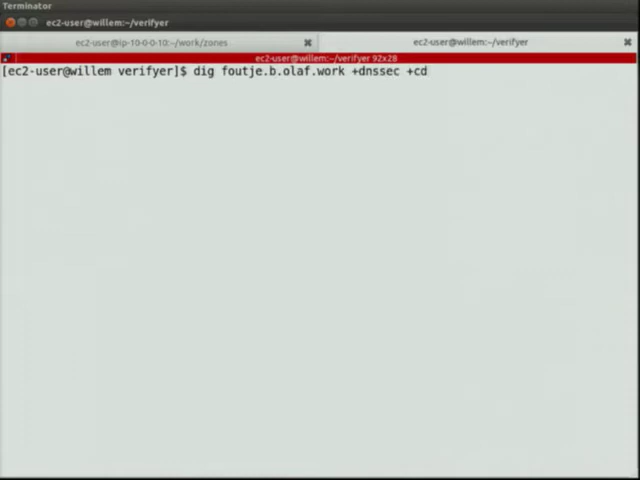 Terminator
ec2-user@willem:~/verifyer
ec2-user@ip-10-0-0-10:~/work/zones
ec2-user@willem:~/verifyer
ec2-user@willem:~/verifyer 92x28
[ec2-user@willem verifyer]$ dig foutje.b.olaf.work +dnssec +cd